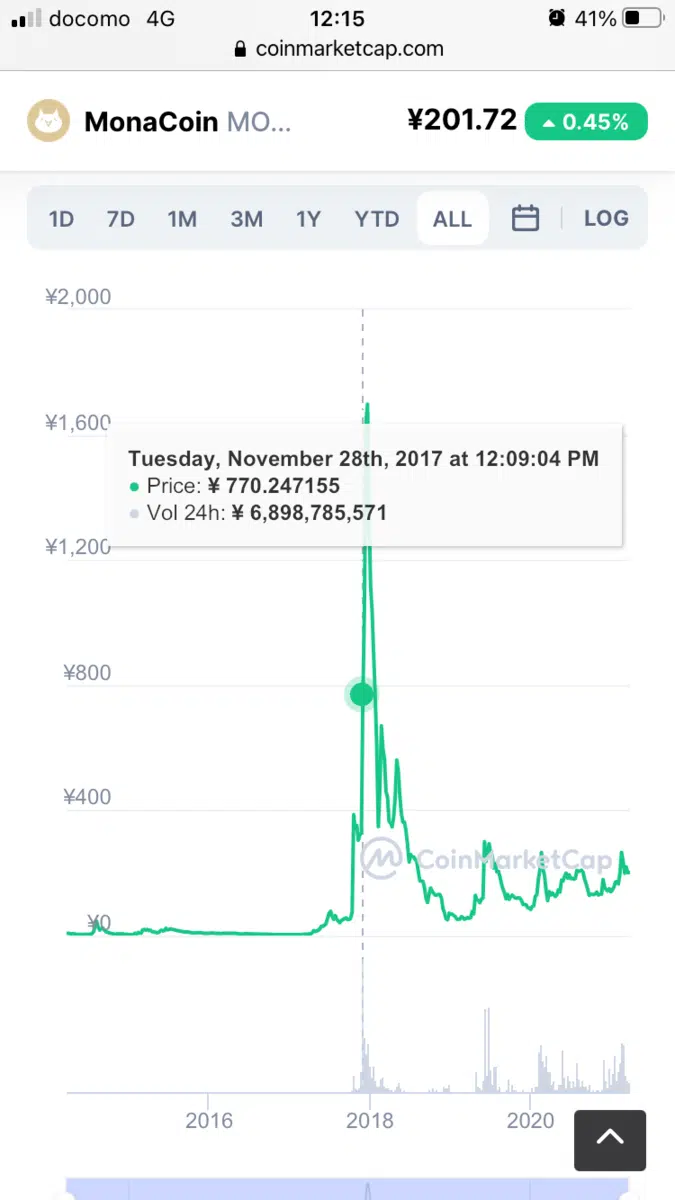 docomo 4G 12:15 41%
coinmarketcap.com
MonaCoin MO... ¥201.72 0.45%
1D 7D 1M 3M 1Y YTD ALL LOG
¥2,000
¥1,600
Tuesday, November 28th, 2017 at 12:09:04 PM
Price: ¥ 770.247155
Vol 24h: ¥ 6,898,785,571
¥1,200
¥800
¥400
CoinMarketCap
¥0
2016 2018 2020